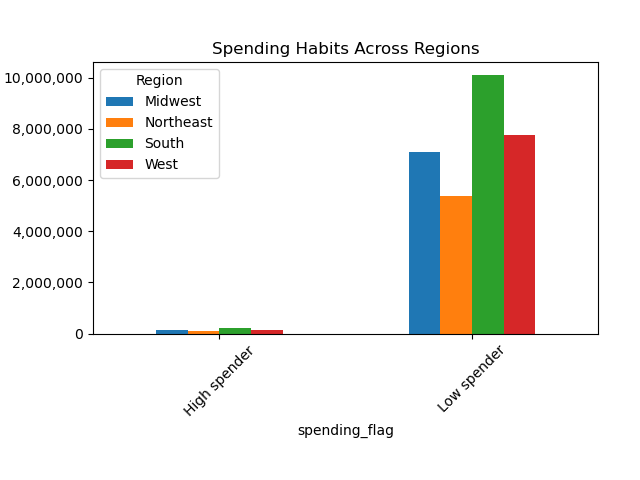 Spending Habits Across Regions
10,000,000
8,000,000
6,000,000
4,000,000
2,000,000
0
Region
Midwest
Northeast
South
West
High spender
Low spender
spending_flag